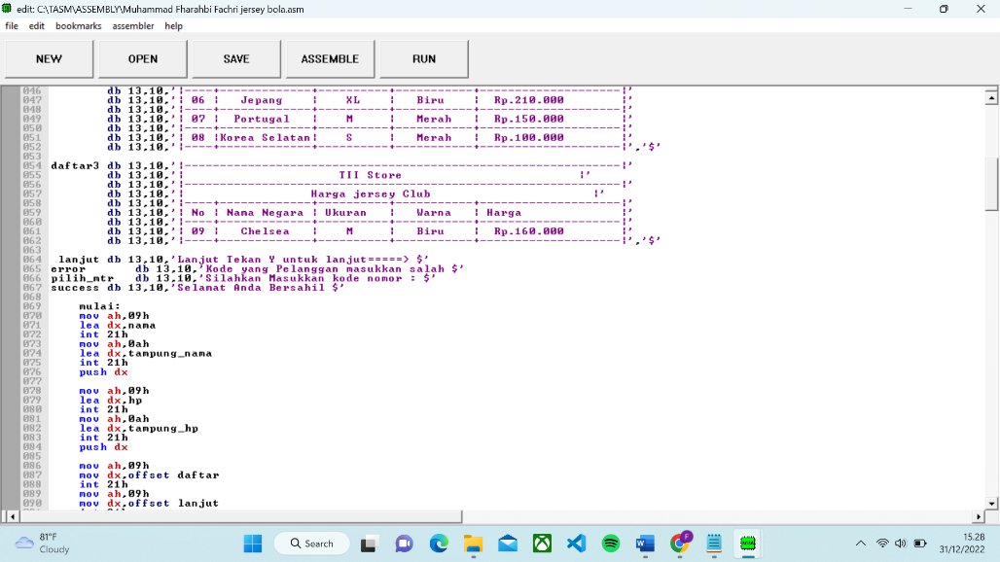 edit: C:\TASM\ASSEMBLY\Muhammad Fharahbi Fachri jersey bola.asm
file edit bookmarks assembler help
NEW OPEN SAVE ASSEMBLE RUN
046 db 13,10,'¦----+-------------+----------+-----------+--------------------¦'
047 db 13,10,'¦ 06 ¦   Jepang    ¦    XL    ¦   Biru    ¦  Rp.210.000        ¦'
048 db 13,10,'¦----+-------------+----------+-----------+--------------------¦'
049 db 13,10,'¦ 07 ¦  Portugal   ¦    M     ¦   Merah   ¦  Rp.150.000        ¦'
050 db 13,10,'¦----+-------------+----------+-----------+--------------------¦'
051 db 13,10,'¦ 08 ¦Korea Selatan¦    S     ¦   Merah   ¦  Rp.100.000        ¦'
052 db 13,10,'¦----+-------------+----------+-----------+--------------------¦','$'
053
054 daftar3 db 13,10,'¦--------------------------------------------------------------¦'
055 db 13,10,'¦                      TII Store                         ¦'
056 db 13,10,'¦--------------------------------------------------------------¦'
057 db 13,10,'¦                  Harga jersey Club                       ¦'
058 db 13,10,'¦----+-------------+----------+-----------+--------------------¦'
059 db 13,10,'¦ No ¦ Nama Negara ¦ Ukuran   ¦   Warna   ¦ Harga              ¦'
060 db 13,10,'¦----+-------------+----------+-----------+--------------------¦'
061 db 13,10,'¦ 09 ¦   Chelsea   ¦    M     ¦   Biru    ¦  Rp.160.000        ¦'
062 db 13,10,'¦----+-------------+----------+-----------+--------------------¦','$'
063
064 lanjut db 13,10,'Lanjut Tekan Y untuk lanjut=====> $'
065 error db 13,10,'Kode yang Pelanggan masukkan salah $'
066 pilih_mtr db 13,10,'Silahkan Masukkan kode nomor : $'
067 success db 13,10,'Selamat Anda Bersahil $'
068
069 mulai:
070 mov ah,09h
071 lea dx,nama
072 int 21h
073 mov ah,0ah
074 lea dx,tampung_nama
075 int 21h
076 push dx
077
078 mov ah,09h
079 lea dx,hp
080 int 21h
081 mov ah,0ah
082 lea dx,tampung_hp
083 int 21h
084 push dx
085
086 mov ah,09h
087 mov dx,offset daftar
088 int 21h
089 mov ah,09h
090 mov dx,offset lanjut
81°F
Cloudy
Search
F
15.28
31/12/2022